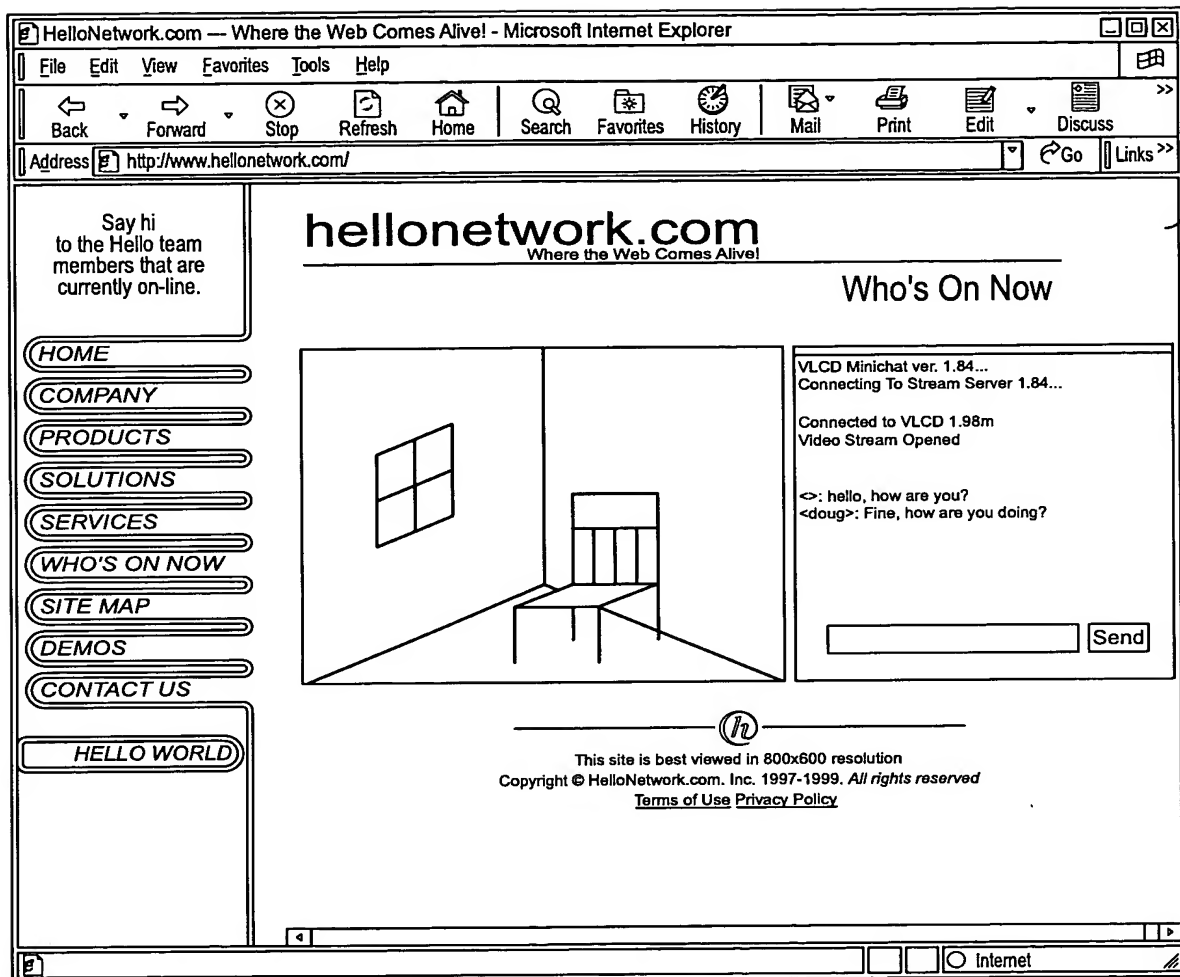 HelloNetwork.com — Where the Web Comes Alive! - Microsoft Internet Explorer
File Edit View Favorites Tools Help
Back Forward Stop Refresh Home Search Favorites History Mail Print Edit Discuss >>
Address http://www.hellonetwork.com/ Go Links >>
Say hi
to the Hello team
members that are
currently on-line.
HOME
COMPANY
PRODUCTS
SOLUTIONS
SERVICES
WHO'S ON NOW
SITE MAP
DEMOS
CONTACT US
HELLO WORLD
hellonetwork.com
Where the Web Comes Alive!
Who's On Now
VLCD Minichat ver. 1.84...
Connecting To Stream Server 1.84...
Connected to VLCD 1.98m
Video Stream Opened
<>: hello, how are you?
<doug>: Fine, how are you doing?
Send
h
This site is best viewed in 800x600 resolution
Copyright © HelloNetwork.com. Inc. 1997-1999. All rights reserved
Terms of Use Privacy Policy
Internet